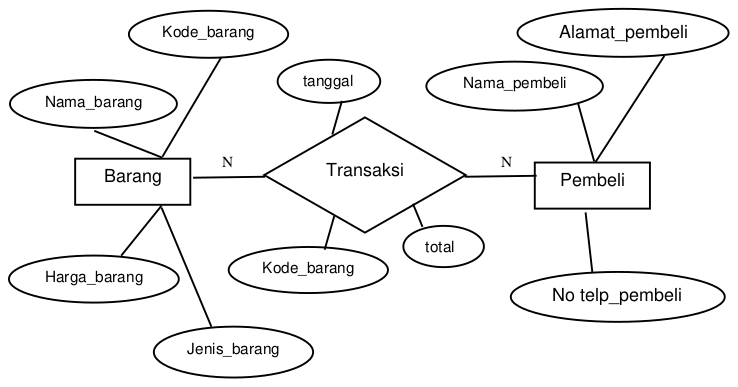 Kode_barang
Alamat_pembeli
tanggal
Nama_pembeli
Nama_barang
N
N
Barang
Transaksi
Pembeli
total
Kode_barang
Harga_barang
No telp_pembeli
Jenis_barang